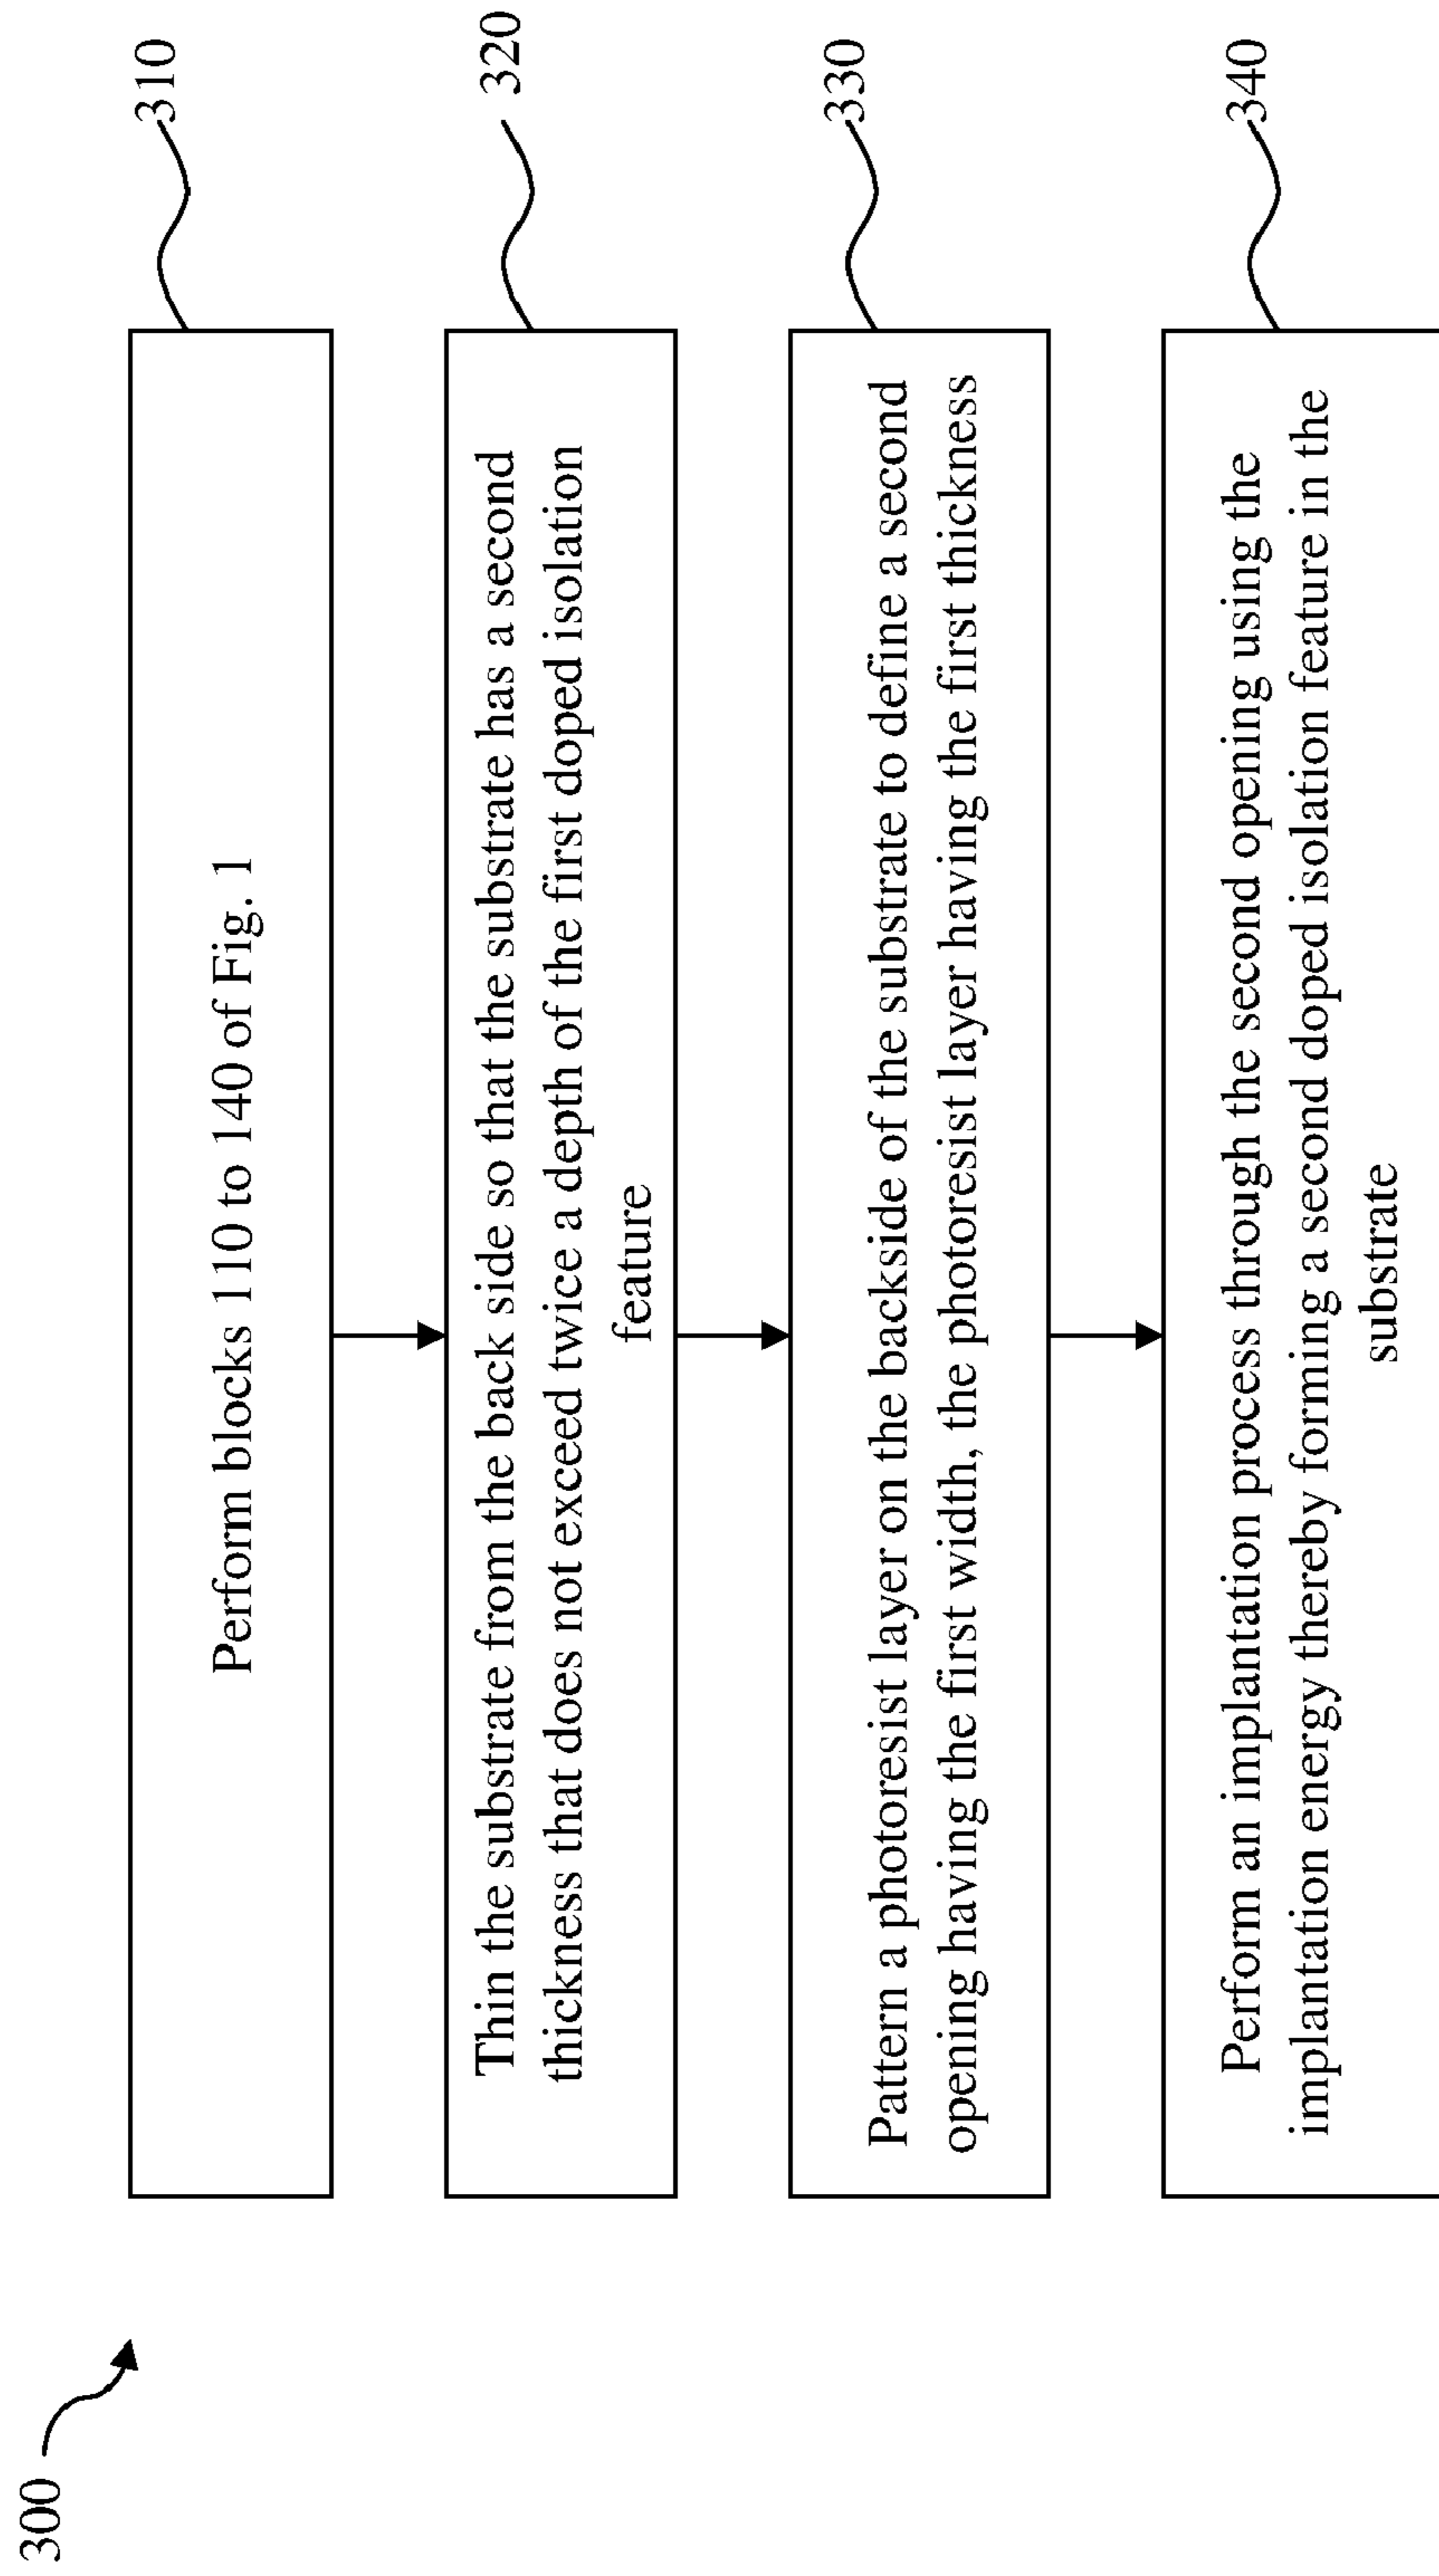 300
310
Perform blocks 110 to 140 of Fig. 1
320
Thin the substrate from the back side so that the substrate has a second
thickness that does not exceed twice a depth of the first doped isolation
feature
330
Pattern a photoresist layer on the backside of the substrate to define a second
opening having the first width, the photoresist layer having the first thickness
340
Perform an implantation process through the second opening using the
implantation energy thereby forming a second doped isolation feature in the
substrate